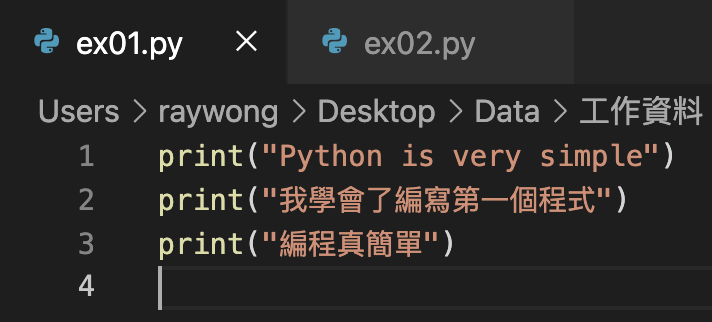 ex01.py × ex02.py
Users > raywong > Desktop > Data > 工作資料
1 print("Python is very simple")
2 print("我學會了編寫第一個程式")
3 print("編程真簡單")
4